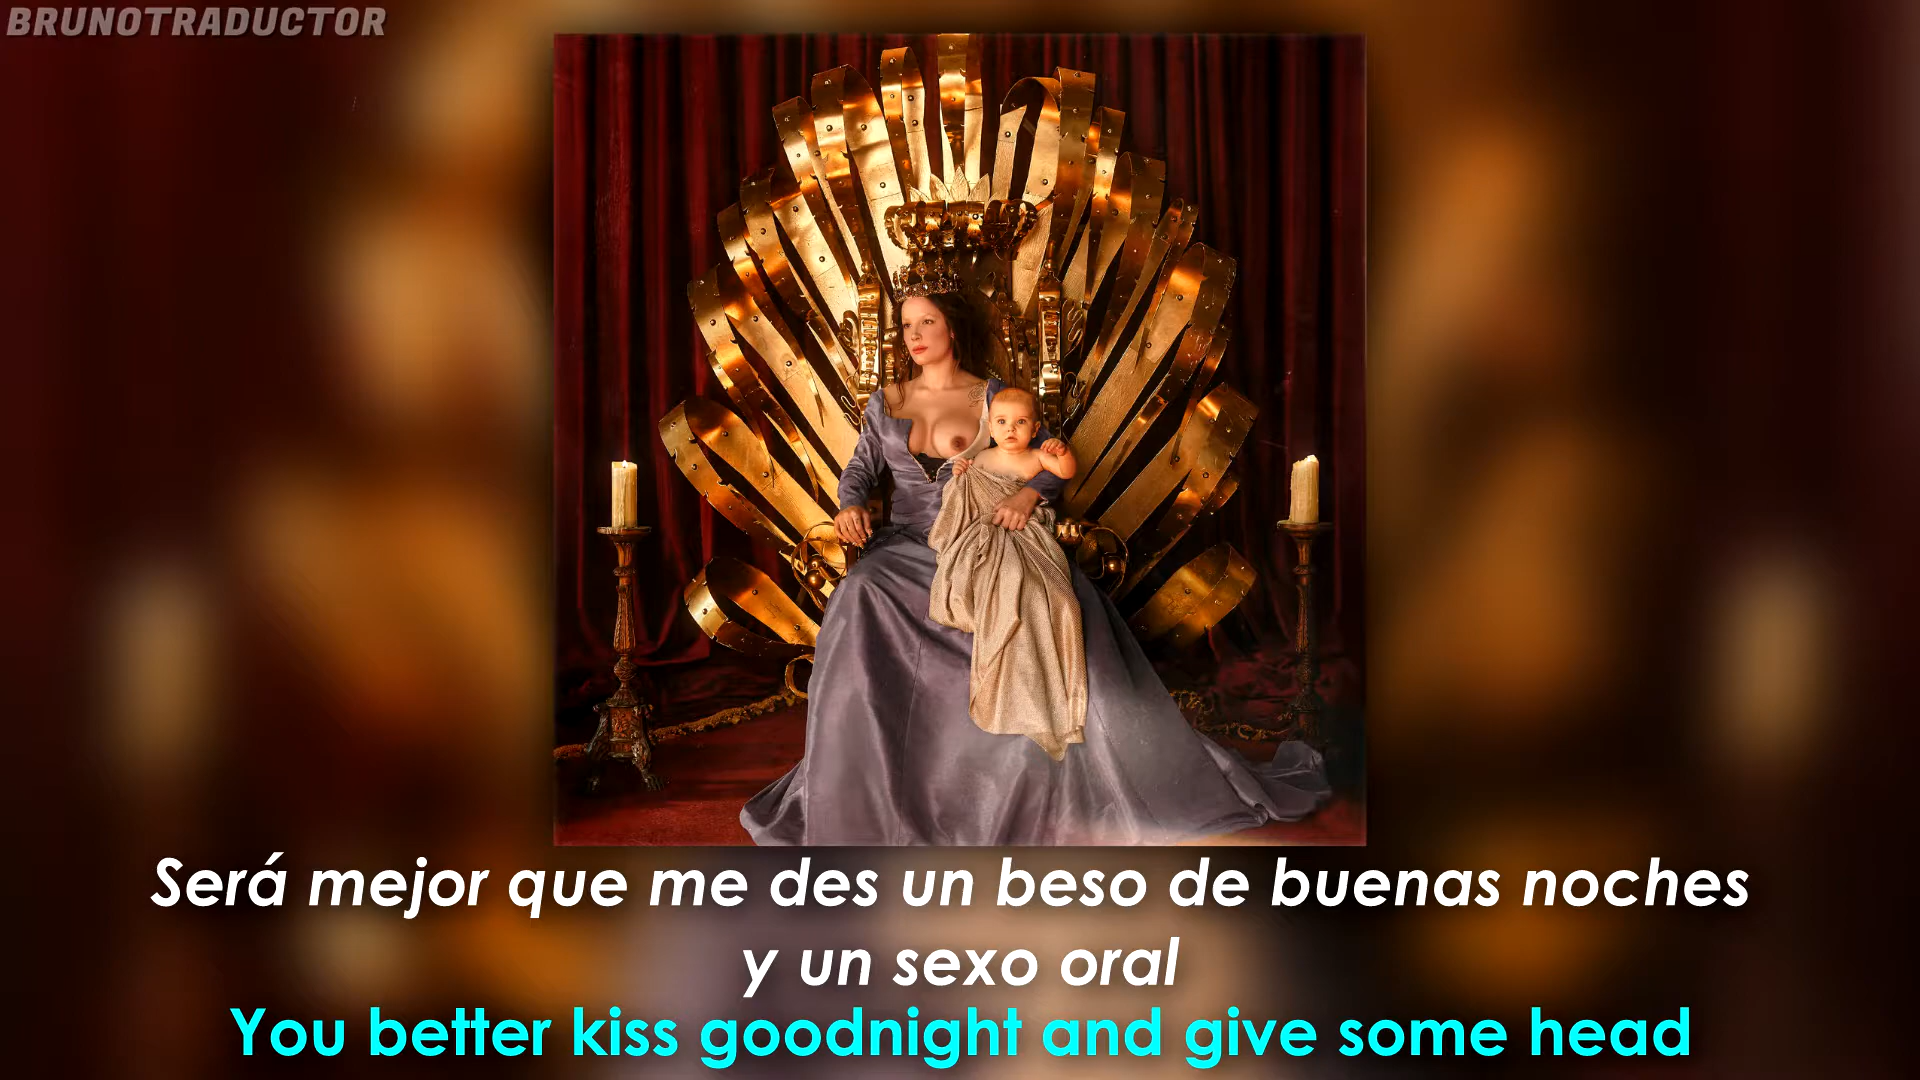 BRUNOTRADUCTOR
Será mejor que me des un beso de buenas noches
y un sexo oral
You better kiss goodnight and give some head